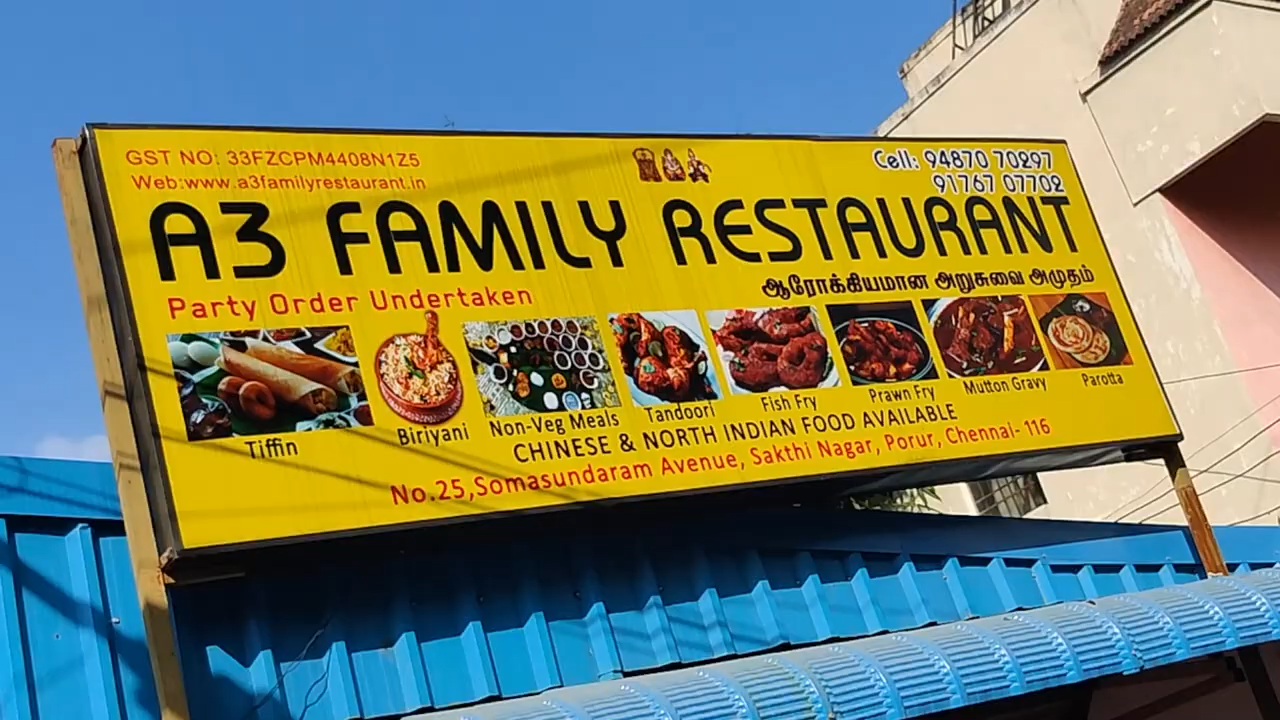 GST NO: 33FZCPM4408N1Z5
Web:www.a3familyrestaurant.in
Cell: 94870 70297
91767 07702
A3 FAMILY RESTAURANT
Party Order Undertaken
ஆரோக்கியமான அறுசுவை அமுதம்
Tiffin
Biriyani
Non-Veg Meals
Tandoori
Fish Fry
Prawn Fry
Mutton Gravy
Parotta
CHINESE & NORTH INDIAN FOOD AVAILABLE
No.25,Somasundaram Avenue, Sakthi Nagar, Porur, Chennai- 116